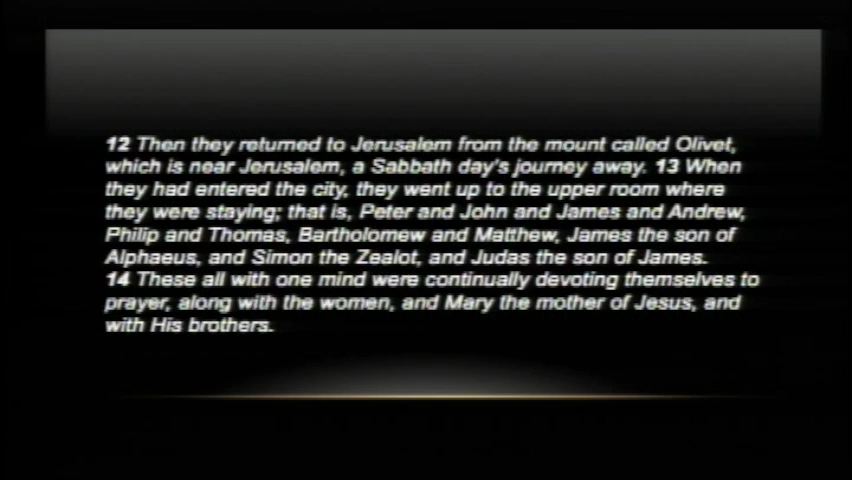 12 Then they returned to Jerusalem from the mount called Olivet,
which is near Jerusalem, a Sabbath day's journey away. 13 When
they had entered the city, they went up to the upper room where
they were staying; that is, Peter and John and James and Andrew,
Philip and Thomas, Bartholomew and Matthew, James the son of
Alphaeus, and Simon the Zealot, and Judas the son of James.
14 These all with one mind were continually devoting themselves to
prayer, along with the women, and Mary the mother of Jesus, and
with His brothers.